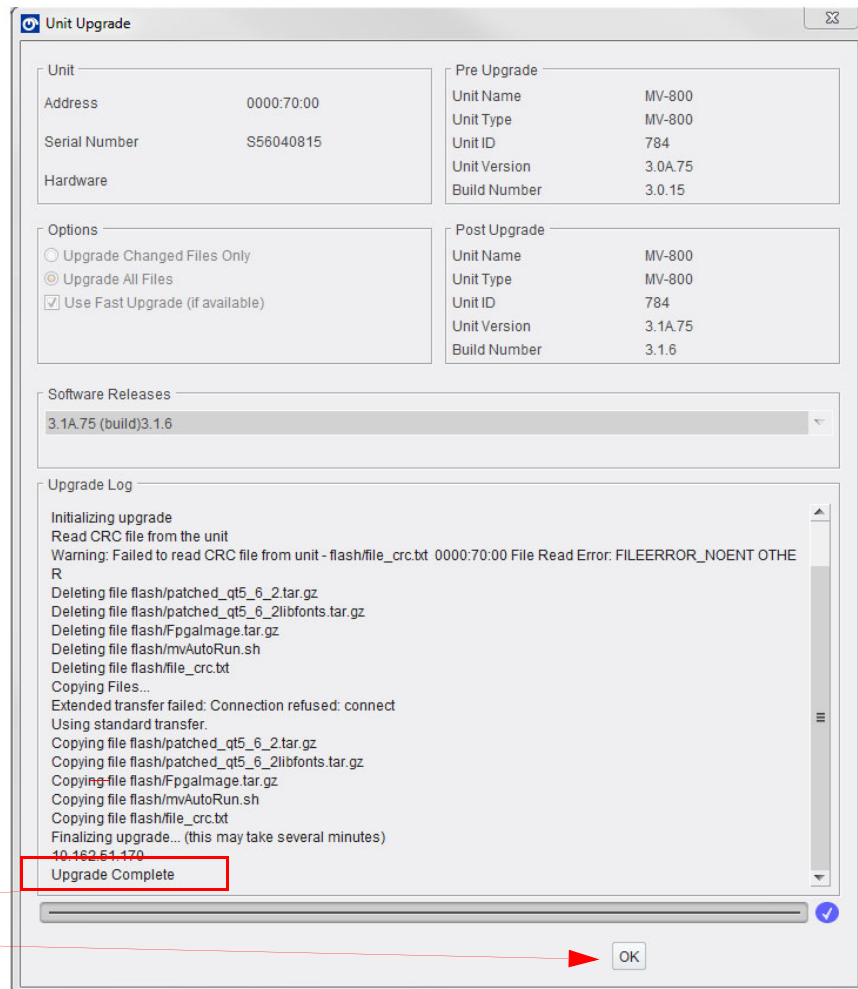 Unit Upgrade
Unit
Address 0000:70:00
Serial Number S56040815
Hardware
Pre Upgrade
Unit Name MV-800
Unit Type MV-800
Unit ID 784
Unit Version 3.0A.75
Build Number 3.0.15
Options
Upgrade Changed Files Only
Upgrade All Files
Use Fast Upgrade (if available)
Post Upgrade
Unit Name MV-800
Unit Type MV-800
Unit ID 784
Unit Version 3.1A.75
Build Number 3.1.6
Software Releases
3.1A.75 (build)3.1.6
Upgrade Log
Initializing upgrade
Read CRC file from the unit
Warning: Failed to read CRC file from unit - flash/file_crc.txt 0000:70:00 File Read Error: FILEERROR_NOENT OTHE
R
Deleting file flash/patched_qt5_6_2.tar.gz
Deleting file flash/patched_qt5_6_2libfonts.tar.gz
Deleting file flash/FpgaImage.tar.gz
Deleting file flash/mvAutoRun.sh
Deleting file flash/file_crc.txt
Copying Files...
Extended transfer failed: Connection refused: connect
Using standard transfer.
Copying file flash/patched_qt5_6_2.tar.gz
Copying file flash/patched_qt5_6_2libfonts.tar.gz
Copying file flash/FpgaImage.tar.gz
Copying file flash/mvAutoRun.sh
Copying file flash/file_crc.txt
Finalizing upgrade... (this may take several minutes)
10.162.51.170
Upgrade Complete
OK